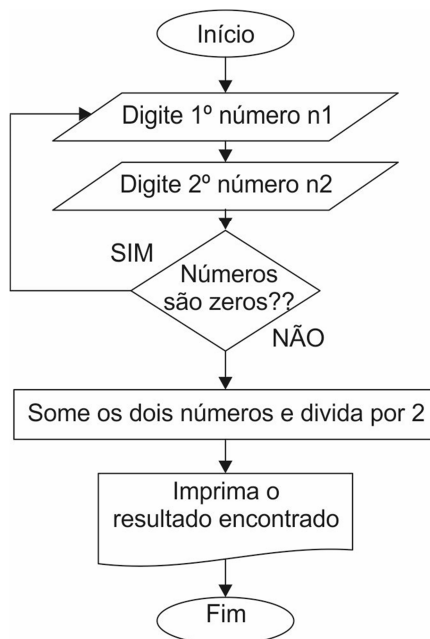 Início
Digite 1º número n1
Digite 2º número n2
SIM
Números
são zeros??
NÃO
Some os dois números e divida por 2
Imprima o
resultado encontrado
Fim